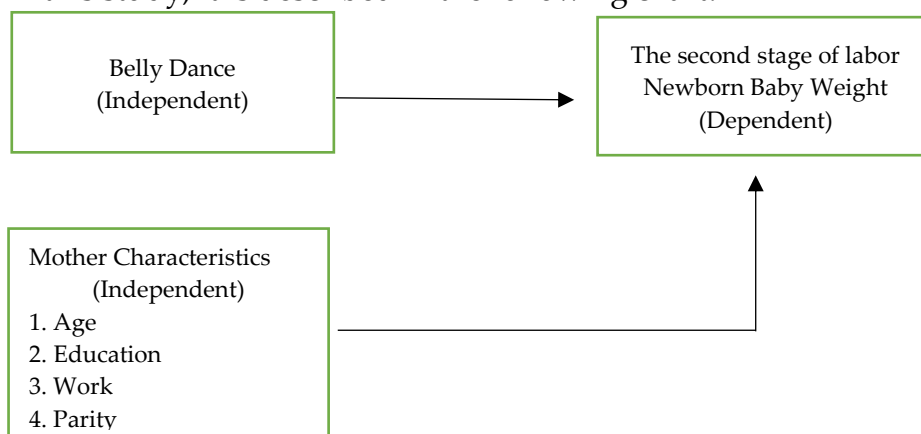 Belly Dance
(Independent)
The second stage of labor
Newborn Baby Weight
(Dependent)
Mother Characteristics
(Independent)
1. Age
2. Education
3. Work
4. Parity